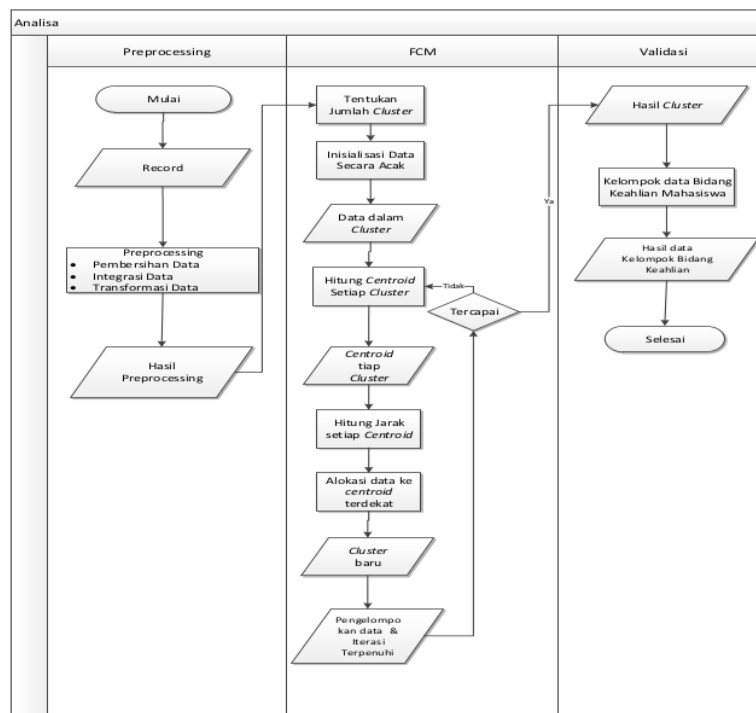 Analisa
Preprocessing
FCM
Validasi
Mulai
Record
Preprocessing
• Pembersihan Data
• Integrasi Data
• Transformasi Data
Hasil
Preprocessing
Tentukan
Jumlah Cluster
Inisialisasi Data
Secara Acak
Data dalam
Cluster
Hitung Centroid
Setiap Cluster
Tidak
Tercapai
Ya
Centroid
tiap
Cluster
Hitung Jarak
setiap Centroid
Alokasi data ke
centroid
terdekat
Cluster
baru
Pengelompo
kan data &
Iterasi
Terpenuhi
Hasil Cluster
Kelompok data Bidang
Keahlian Mahasiswa
Hasil data
Kelompok Bidang
Keahlian
Selesai